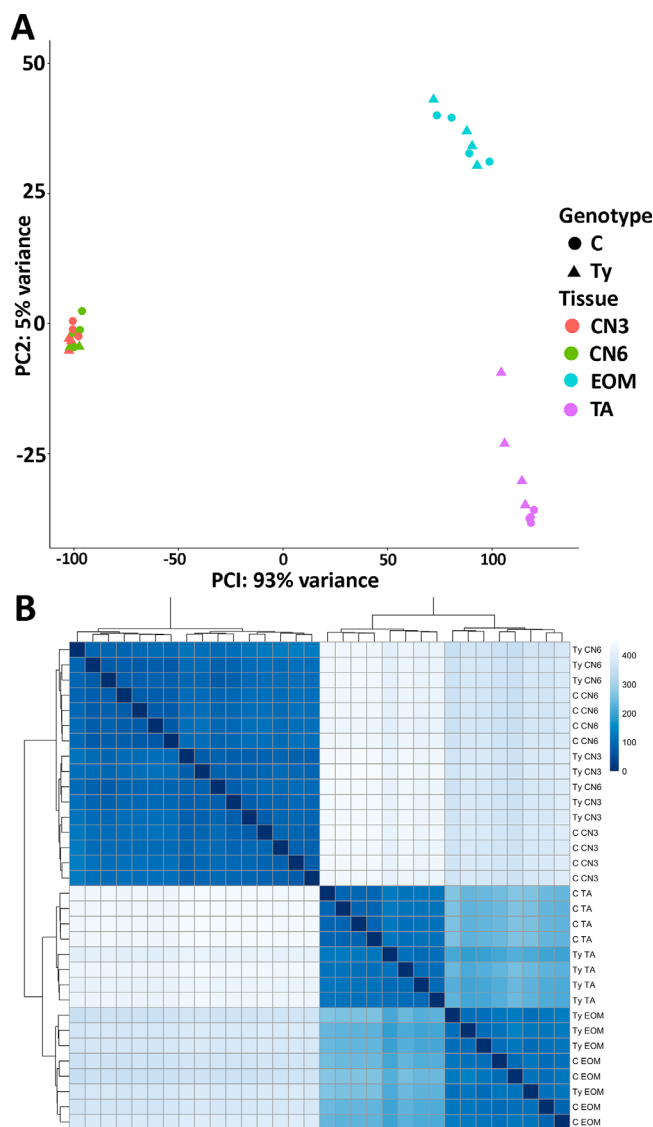 A
50
25
0
-25
PC2: 5% variance
-100
-50
0
50
100
PCI: 93% variance
Genotype
C
Ty
Tissue
CN3
CN6
EOM
TA
B
Ty CN6
Ty CN6
Ty CN6
C CN6
C CN6
C CN6
C CN6
Ty CN3
Ty CN3
Ty CN6
Ty CN3
Ty CN3
C CN3
C CN3
C CN3
C CN3
C TA
C TA
C TA
C TA
Ty TA
Ty TA
Ty TA
Ty TA
Ty EOM
Ty EOM
Ty EOM
C EOM
C EOM
Ty EOM
C EOM
C EOM
400
300
200
100
0